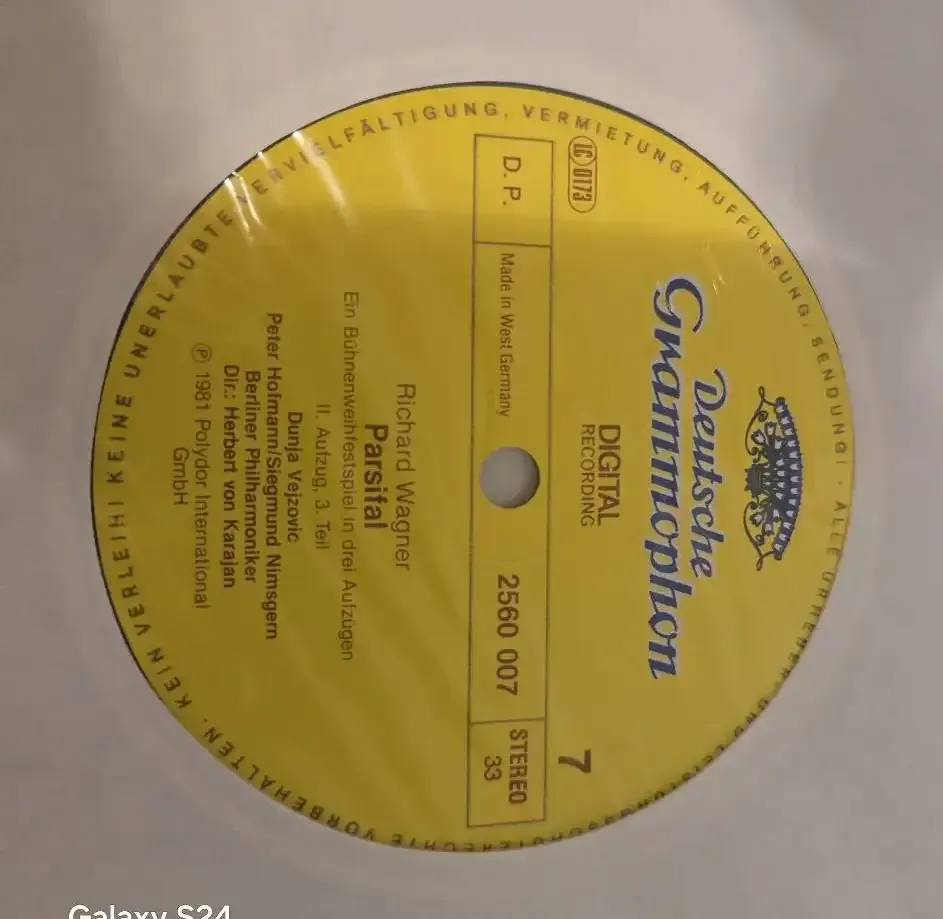 KEINE UNERLAUBTE VERVIELFÄLTIGUNG, VERMIETUNG, AUFFÜHRUNG, SENDUNG! · ALLE URHEBER- UND LEISTUNGSSCHUTZRECHTE VORBEHALTEN. KEIN VERLEIH!
Deutsche
Grammophon
LC 0173
DIGITAL
RECORDING
7
D. P.
Made in West Germany
2560 007
STEREO
33
Richard Wagner
Parsifal
Ein Bühnenweihfestspiel in drei Aufzügen
II. Aufzug, 3. Teil
Dunja Vejzovic
Peter Hofmann/Siegmund Nimsgern
Berliner Philharmoniker
Dir.: Herbert von Karajan
Ⓟ 1981 Polydor International
GmbH
Galaxy S24